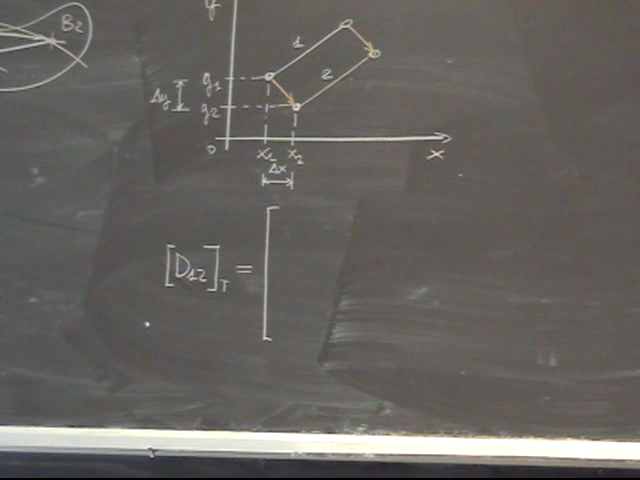 B2
y
1
2
y1
Δy
y2
0
x1 x2
x
Δx
[D12]T = [